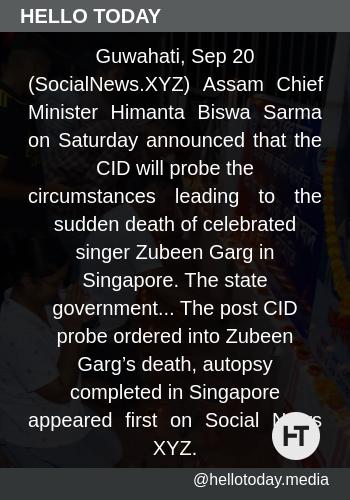 HELLO TODAY
Guwahati, Sep 20
(SocialNews.XYZ) Assam Chief
Minister Himanta Biswa Sarma
on Saturday announced that the
CID will probe the
circumstances leading to the
sudden death of celebrated
singer Zubeen Garg in
Singapore. The state
government... The post CID
probe ordered into Zubeen
Garg’s death, autopsy
completed in Singapore
appeared first on Social News
XYZ.
HT
@hellotoday.media